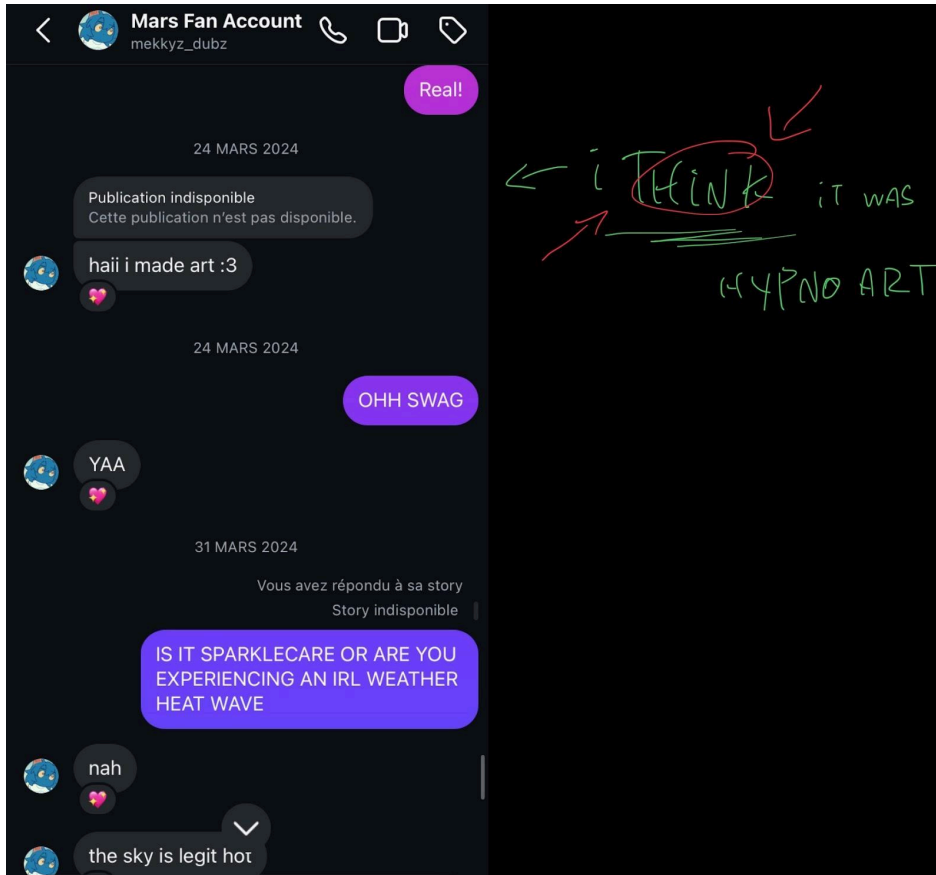 Mars Fan Account
mekkyz_dubz
Real!
24 MARS 2024
Publication indisponible
Cette publication n'est pas disponible.
haii i made art :3
24 MARS 2024
OHH SWAG
YAA
31 MARS 2024
Vous avez répondu à sa story
Story indisponible
IS IT SPARKLECARE OR ARE YOU
EXPERIENCING AN IRL WEATHER
HEAT WAVE
nah
the sky is legit hot
i THiNK iT WAS
HYPNO ART